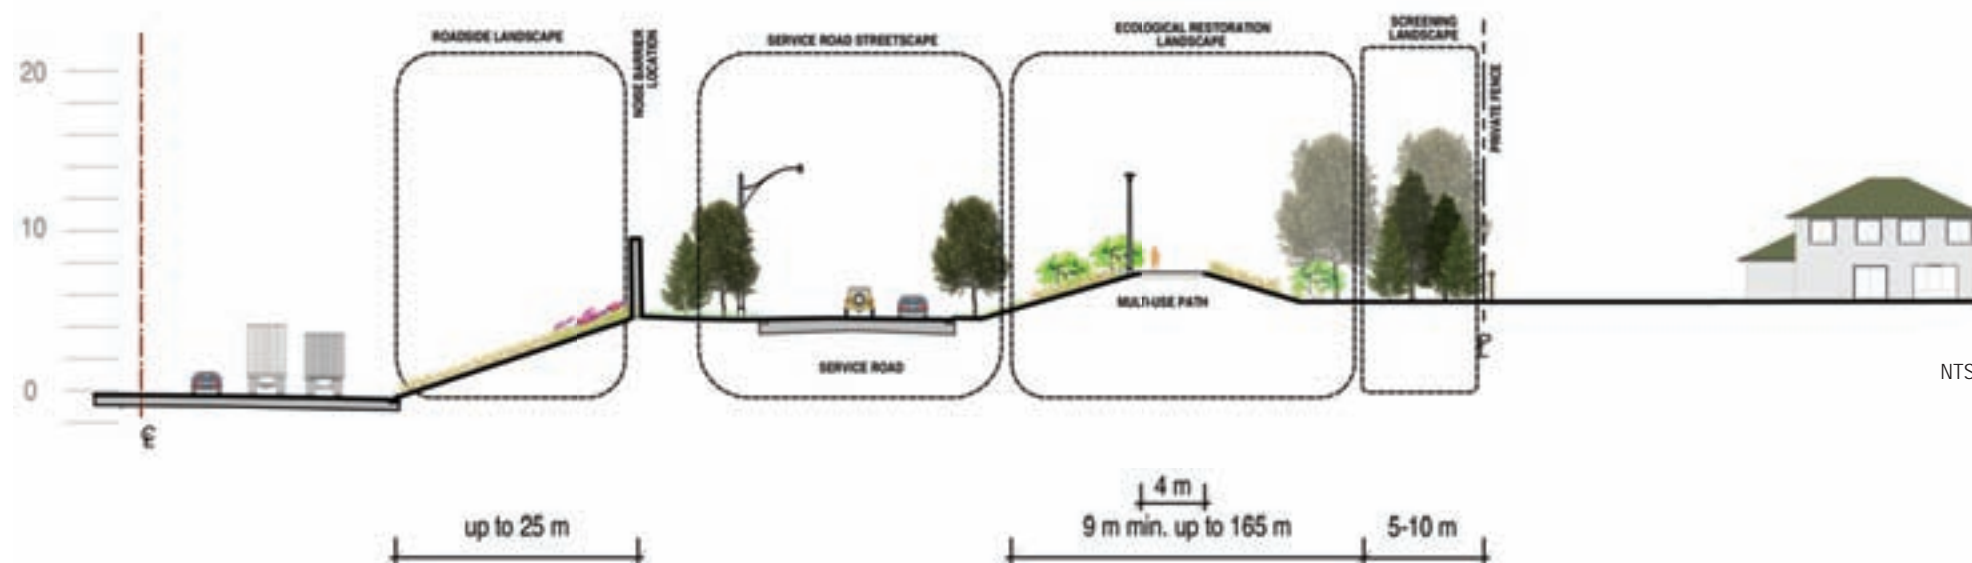 ROADSIDE LANDSCAPE
NOISE BARRIER
LOCATION
SERVICE ROAD STREETSCAPE
ECOLOGICAL RESTORATION
LANDSCAPE
SCREENING
LANDSCAPE
PRIVATE FENCE
20
10
0
MULTI-USE PATH
SERVICE ROAD
NTS
4 m
up to 25 m
9 m min. up to 165 m
5-10 m